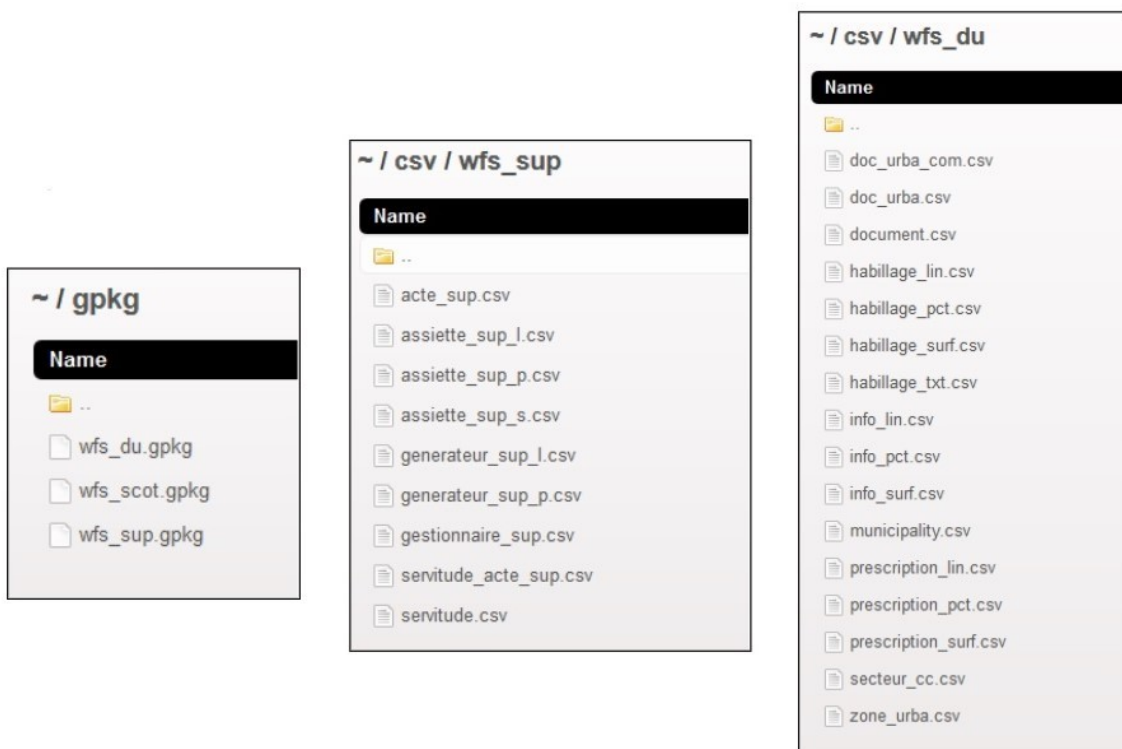 ~ / gpkg
Name
..
wfs_du.gpkg
wfs_scot.gpkg
wfs_sup.gpkg
~ / csv / wfs_sup
Name
..
acte_sup.csv
assiette_sup_l.csv
assiette_sup_p.csv
assiette_sup_s.csv
generateur_sup_l.csv
generateur_sup_p.csv
gestionnaire_sup.csv
servitude_acte_sup.csv
servitude.csv
~ / csv / wfs_du
Name
..
doc_urba_com.csv
doc_urba.csv
document.csv
habillage_lin.csv
habillage_pct.csv
habillage_surf.csv
habillage_txt.csv
info_lin.csv
info_pct.csv
info_surf.csv
municipality.csv
prescription_lin.csv
prescription_pct.csv
prescription_surf.csv
secteur_cc.csv
zone_urba.csv